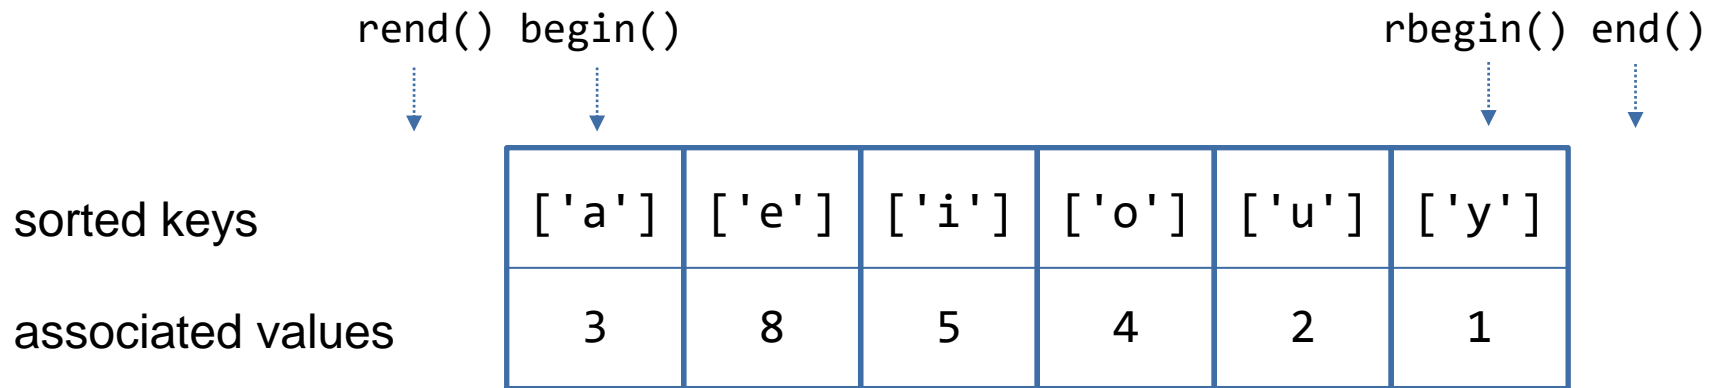 rend() begin() rbegin() end()
sorted keys ['a'] ['e'] ['i'] ['o'] ['u'] ['y']
associated values 3 8 5 4 2 1